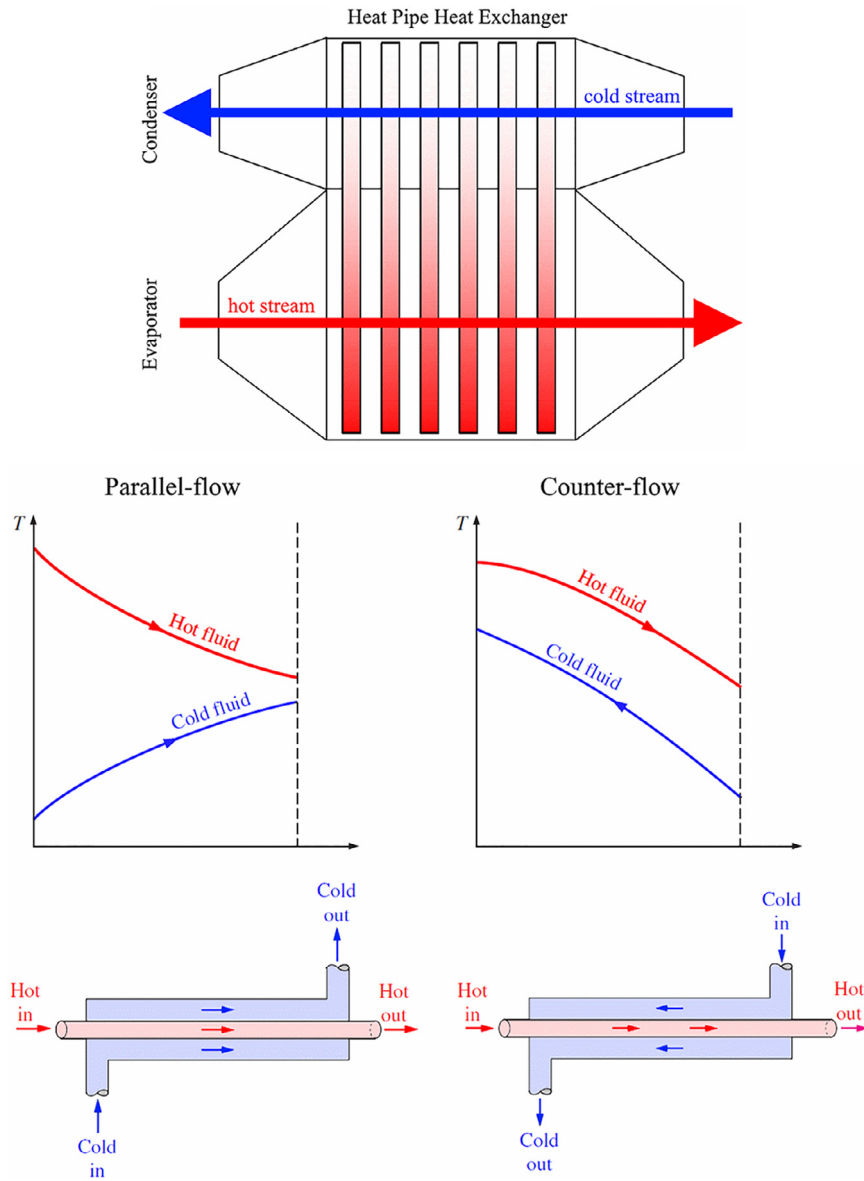 Heat Pipe Heat Exchanger
Condenser
cold stream
Evaporator
hot stream
Parallel-flow
Counter-flow
T
Hot fluid
Cold fluid
T
Hot fluid
Cold fluid
Cold
out
Hot
in
Hot
out
Cold
in
Cold
in
Hot
in
Hot
out
Cold
out